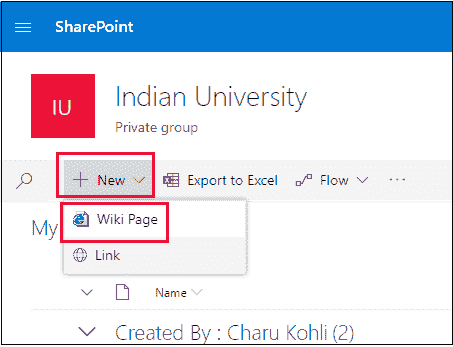 SharePoint
IU
Indian University
Private group
New
Export to Excel
Flow
My
Wiki Page
Link
Name
Created By : Charu Kohli (2)